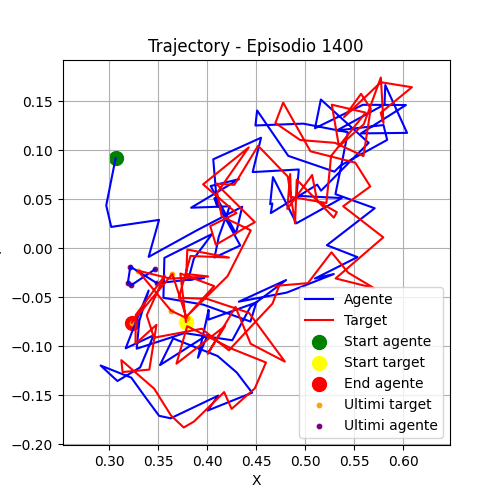 Trajectory - Episodio 1400
0.15
0.10
0.05
0.00
−0.05
−0.10
−0.15
−0.20
0.30 0.35 0.40 0.45 0.50 0.55 0.60
X
Agente
Target
Start agente
Start target
End agente
Ultimi target
Ultimi agente